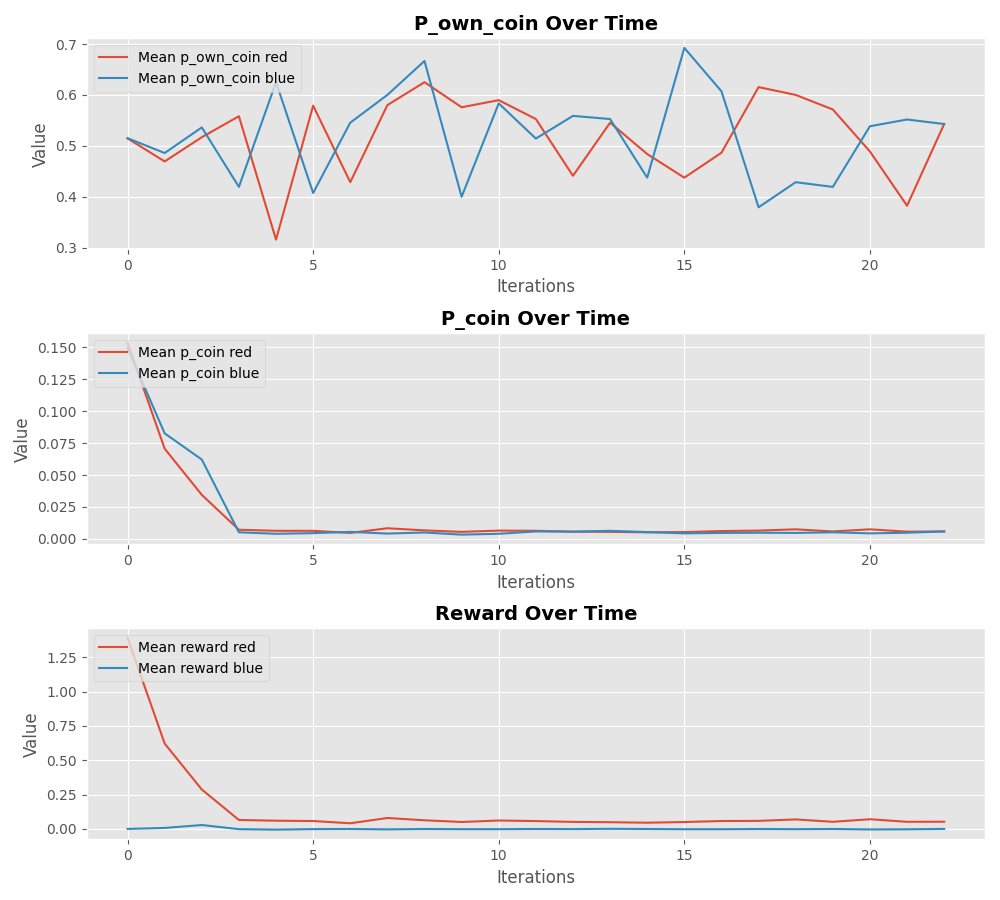 P_own_coin Over Time
Mean p_own_coin red
Mean p_own_coin blue
Value
0.7
0.6
0.5
0.4
0.3
0 5 10 15 20
Iterations
P_coin Over Time
Mean p_coin red
Mean p_coin blue
Value
0.150
0.125
0.100
0.075
0.050
0.025
0.000
0 5 10 15 20
Iterations
Reward Over Time
Mean reward red
Mean reward blue
Value
1.25
1.00
0.75
0.50
0.25
0.00
0 5 10 15 20
Iterations